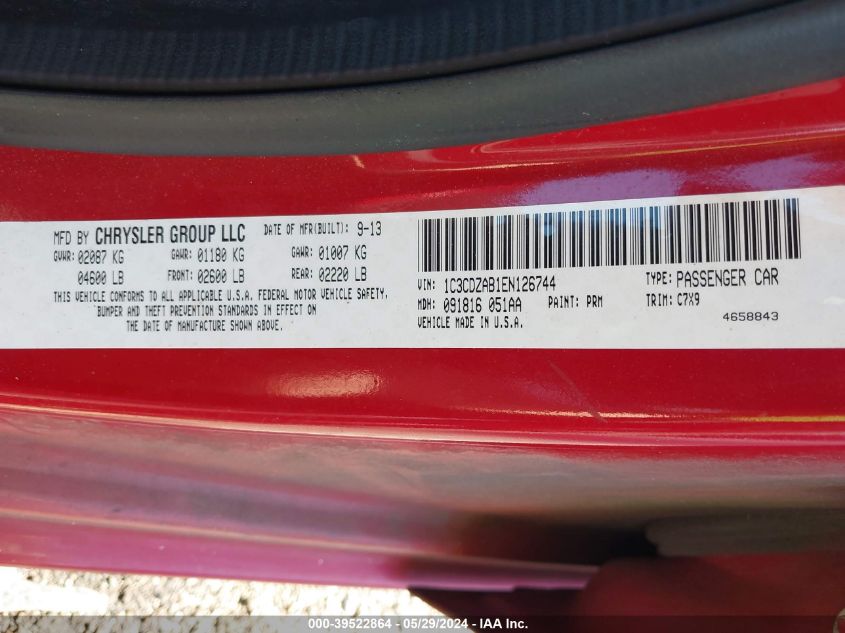 MFD BY CHRYSLER GROUP LLC DATE OF MFR(BUILT): 9-13
GVWR: 02087 KG GAWR: 01180 KG GAWR: 01007 KG
04600 LB FRONT: 02600 LB REAR: 02220 LB
THIS VEHICLE CONFORMS TO ALL APPLICABLE U.S.A. FEDERAL MOTOR VEHICLE SAFETY,
BUMPER AND THEFT PREVENTION STANDARDS IN EFFECT ON
THE DATE OF MANUFACTURE SHOWN ABOVE.
VIN: 1C3CDZAB1EN126744 TYPE: PASSENGER CAR
MDH: 091816 051AA PAINT: PRM TRIM: C7X9
VEHICLE MADE IN U.S.A. 4658843
000-39522864 - 05/29/2024 - IAA Inc.